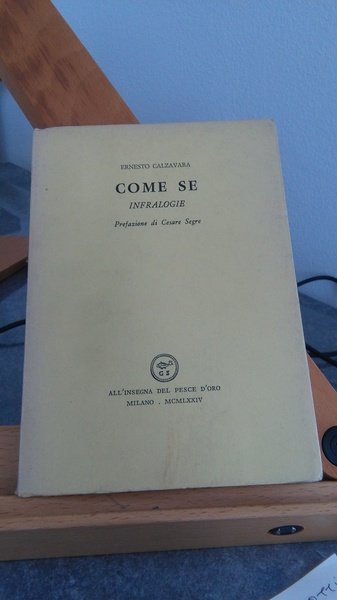 ERNESTO CALZAVARA
COME SE
INFRALOGIE
Prefazione di Cesare Segre
G S
ALL'INSEGNA DEL PESCE D'ORO
MILANO . MCMLXXIV